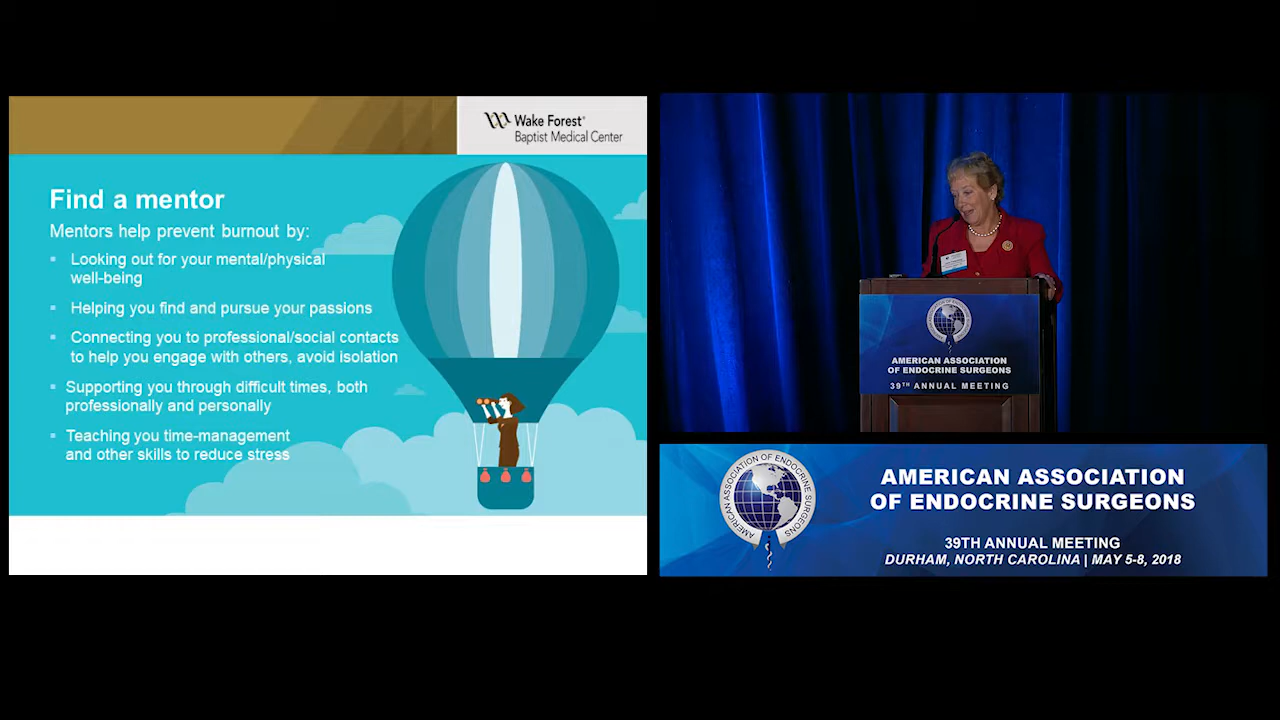 Wake Forest®
Baptist Medical Center
Find a mentor
Mentors help prevent burnout by:
▪ Looking out for your mental/physical
well-being
▪ Helping you find and pursue your passions
▪ Connecting you to professional/social contacts
to help you engage with others, avoid isolation
▪ Supporting you through difficult times, both
professionally and personally
▪ Teaching you time-management
and other skills to reduce stress
AMERICAN ASSOCIATION
OF ENDOCRINE SURGEONS
39TH ANNUAL MEETING
AMERICAN ASSOCIATION OF ENDOCRINE SURGEONS
AMERICAN ASSOCIATION
OF ENDOCRINE SURGEONS
39TH ANNUAL MEETING
DURHAM, NORTH CAROLINA | MAY 5-8, 2018